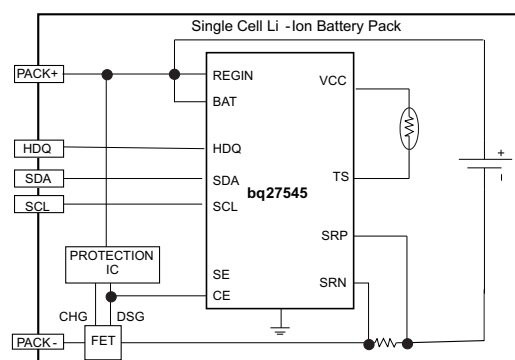 Single Cell Li -Ion Battery Pack
PACK+
REGIN
VCC
BAT
HDQ
HDQ
SDA
SDA
TS
bq27545
SCL
SCL
SRP
PROTECTION
IC
SE
SRN
CE
CHG
DSG
PACK-
FET
+
-